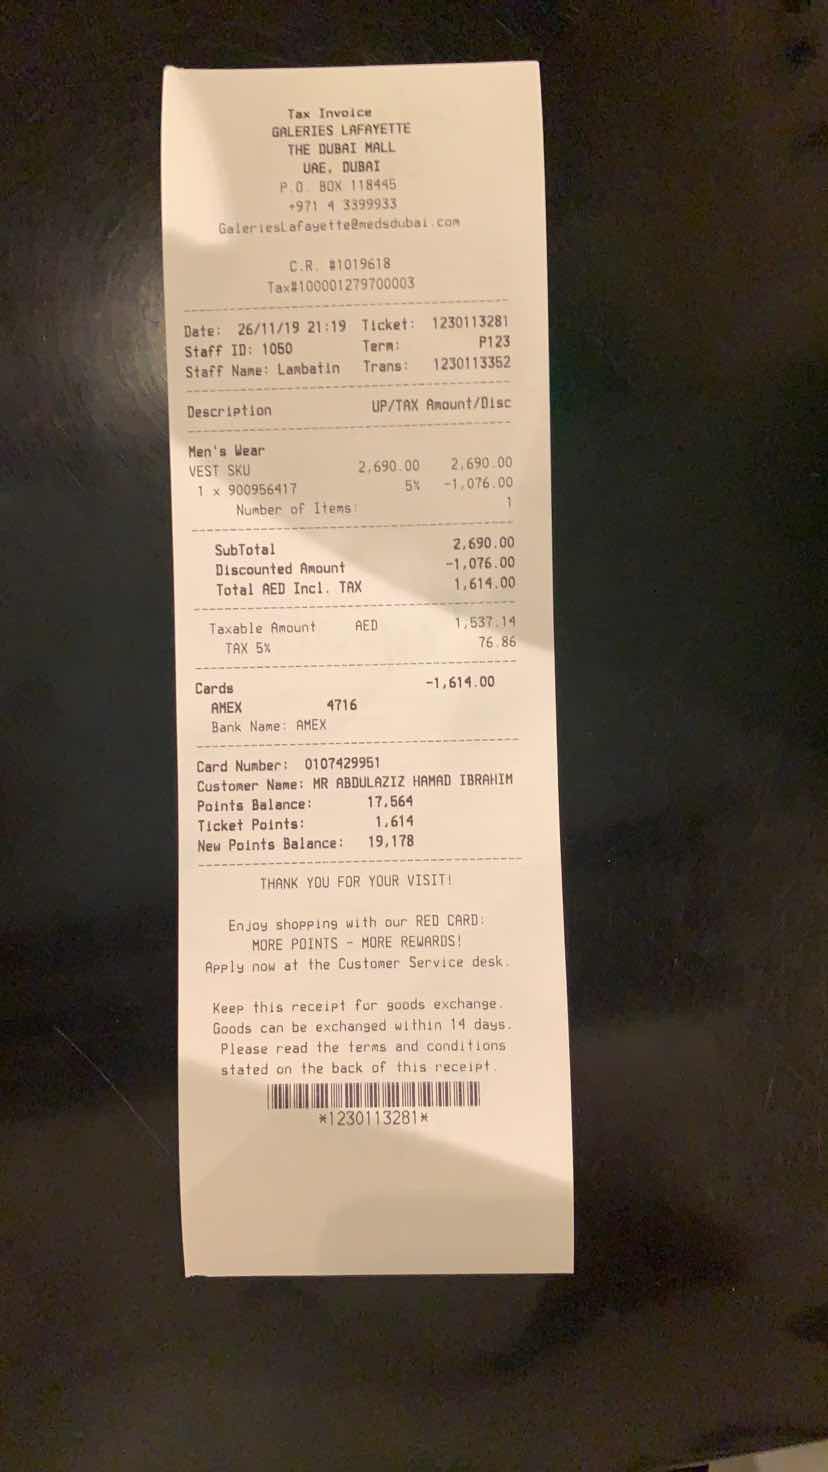 Tax Invoice
GALERIES LAFAYETTE
THE DUBAI MALL
UAE, DUBAI
P.O. BOX 118445
+971 4 3399933
GaleriesLafayette@medsdubai.com
C.R. #1019618
Tax#100001279700003
Date: 26/11/19 21:19 Ticket: 1230113281
Staff ID: 1050 Term: P123
Staff Name: Lambatin Trans: 1230113352
Description UP/TAX Amount/Disc
Men's Wear
VEST SKU 2,690.00 2,690.00
1 x 900956417 5% -1,076.00
Number of Items: 1
SubTotal 2,690.00
Discounted Amount -1,076.00
Total AED Incl. TAX 1,614.00
Taxable Amount AED 1,537.14
TAX 5% 76.86
Cards -1,614.00
AMEX 4716
Bank Name: AMEX
Card Number: 0107429951
Customer Name: MR ABDULAZIZ HAMAD IBRAHIM
Points Balance: 17,564
Ticket Points: 1,614
New Points Balance: 19,178
THANK YOU FOR YOUR VISIT!
Enjoy shopping with our RED CARD:
MORE POINTS - MORE REWARDS!
Apply now at the Customer Service desk.
Keep this receipt for goods exchange.
Goods can be exchanged within 14 days.
Please read the terms and conditions
stated on the back of this receipt.
*1230113281*